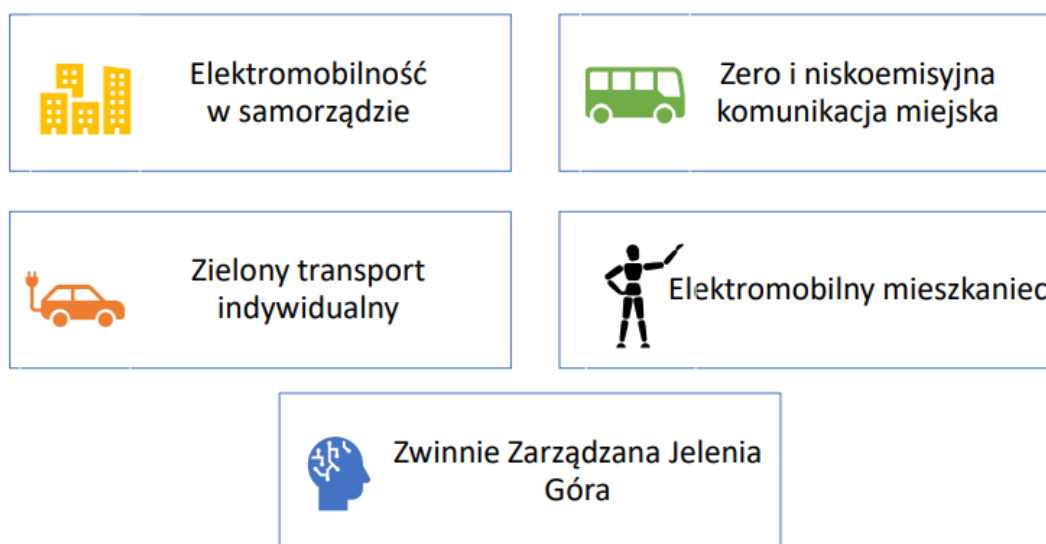 Elektromobilność
w samorządzie
Zero i niskoemisyjna
komunikacja miejska
Zielony transport
indywidualny
Elektromobilny mieszkaniec
Zwinnie Zarządzana Jelenia
Góra